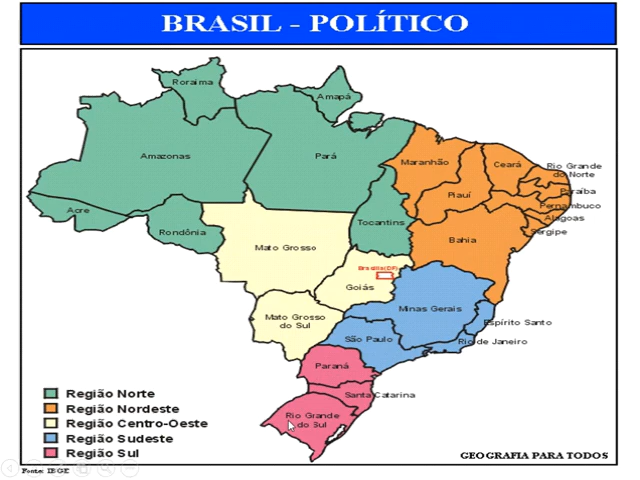 BRASIL - POLÍTICO
Roraima
Amapá
Amazonas
Pará
Maranhão
Ceará
Rio Grande
do Norte
Paraíba
Piauí
Pernambuco
Acre
Alagoas
Tocantins
Sergipe
Rondônia
Bahia
Mato Grosso
Brasília(DF)
Goiás
Minas Gerais
Mato Grosso
do Sul
Espírito Santo
São Paulo
Rio de Janeiro
Paraná
Santa Catarina
Rio Grande
do Sul
Região Norte
Região Nordeste
Região Centro-Oeste
Região Sudeste
Região Sul
GEOGRAFIA PARA TODOS
Fonte: IBGE